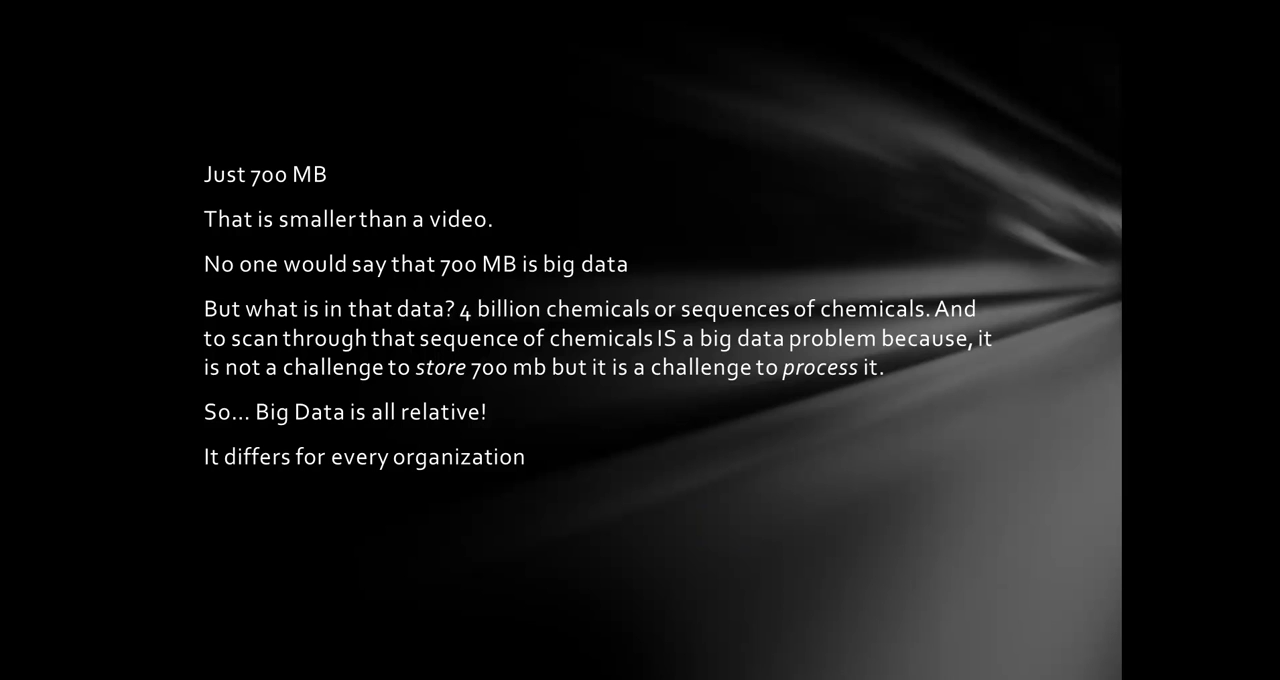 Just 700 MB
That is smaller than a video.
No one would say that 700 MB is big data
But what is in that data? 4 billion chemicals or sequences of chemicals. And
to scan through that sequence of chemicals IS a big data problem because, it
is not a challenge to store 700 mb but it is a challenge to process it.
So... Big Data is all relative!
It differs for every organization